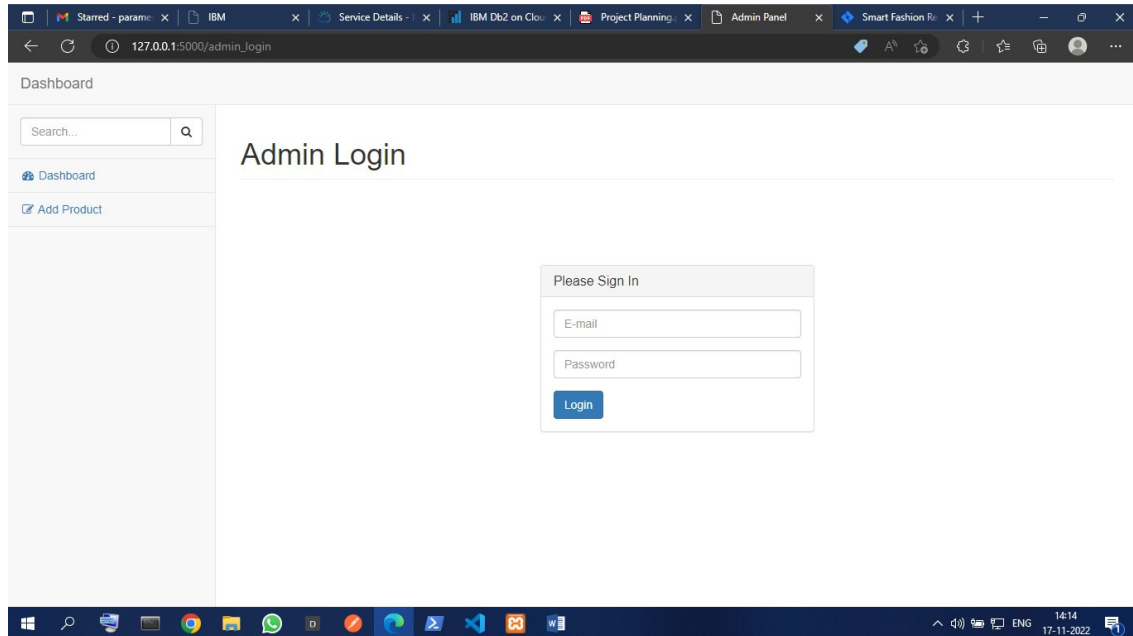 Starred - parame
IBM
Service Details - I
IBM Db2 on Clou
Project Planning.
Admin Panel
Smart Fashion Re
127.0.0.1:5000/admin_login
Dashboard
Search...
Dashboard
Add Product
Admin Login
Please Sign In
E-mail
Password
Login
ENG
14:14
17-11-2022